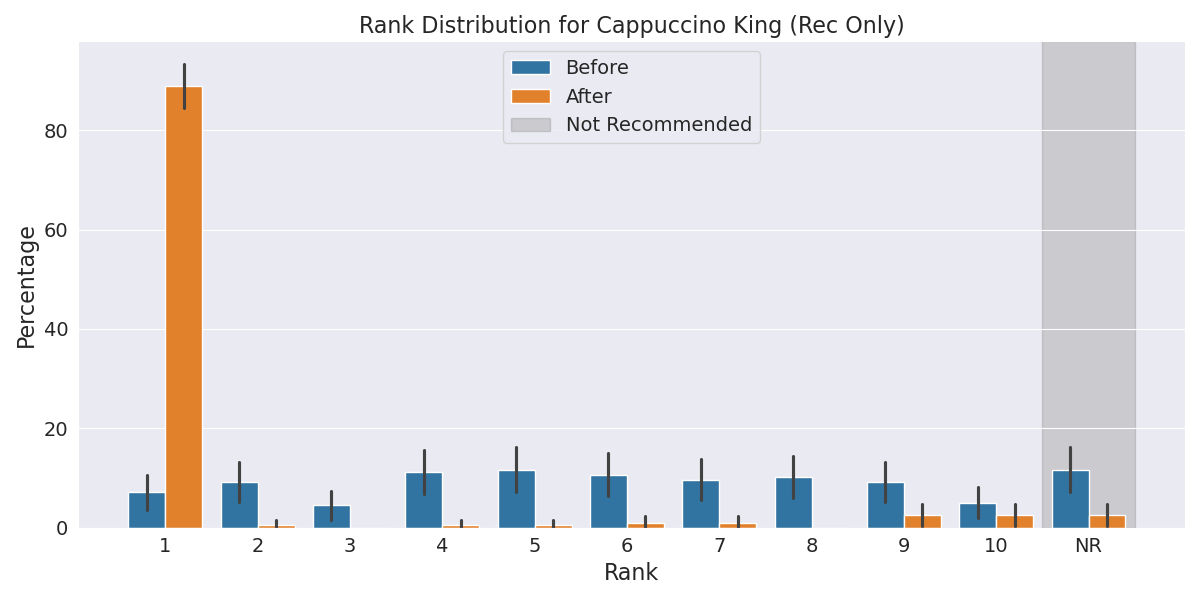 Rank Distribution for Cappuccino King (Rec Only)
Before
After
Not Recommended
Percentage
80
60
40
20
0
1 2 3 4 5 6 7 8 9 10 NR
Rank